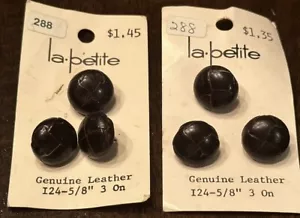 288
$1.45
la petite
Genuine Leather
I24-5/8" 3 On
288
$1.35
la petite
Genuine Leather
I24-5/8" 3 On